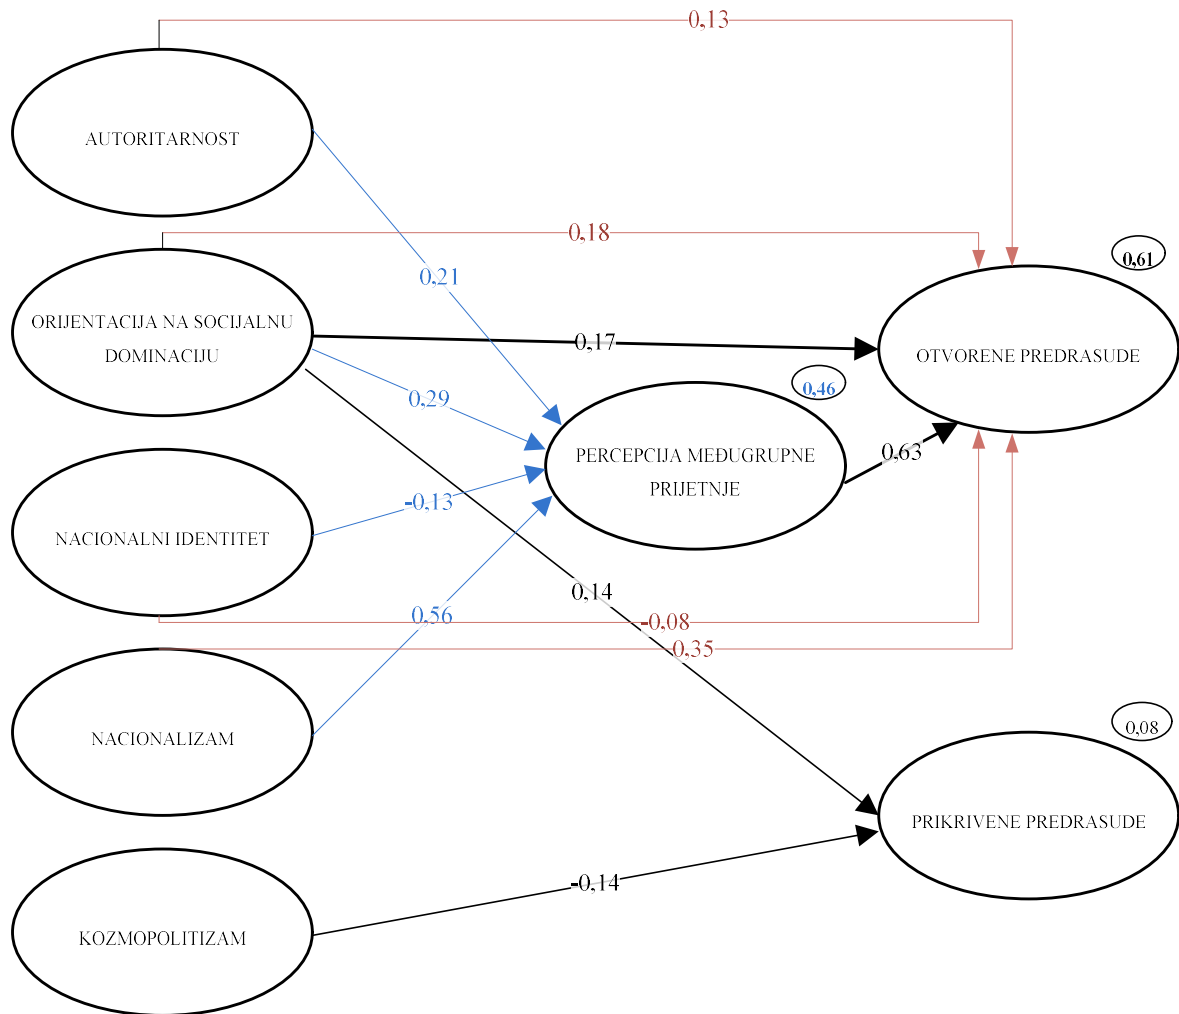 0,13
AUTORITARNOST
0,18
0,61
0,21
ORIJENTACIJA NA SOCIJALNU
DOMINACIJU
0,17
OTVORENE PREDRASUDE
0,29
0,46
PERCEPCIJA MEĐUGRUPNE
PRIJETNJE
0,63
-0,13
NACIONALNI IDENTITET
0,14
0,56
-0,08
0,35
NACIONALIZAM
0,08
PRIKRIVENE PREDRASUDE
-0,14
KOZMOPOLITIZAM